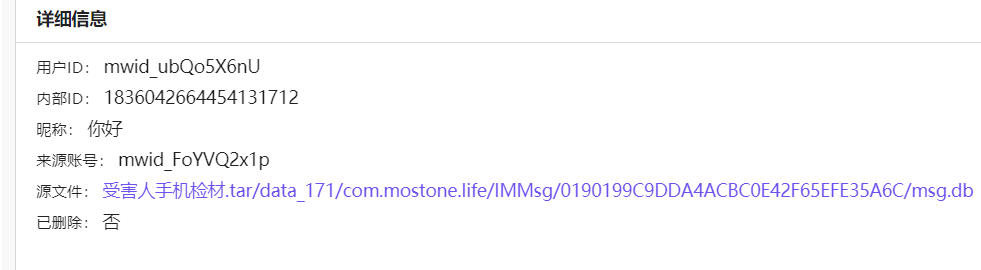 详细信息
用户ID： mwid_ubQo5X6nU
内部ID： 1836042664454131712
昵称： 你好
来源账号： mwid_FoYVQ2x1p
源文件： 受害人手机检材.tar/data_171/com.mostone.life/IMMsg/0190199C9DDA4ACBC0E42F65EFE35A6C/msg.db
已删除： 否